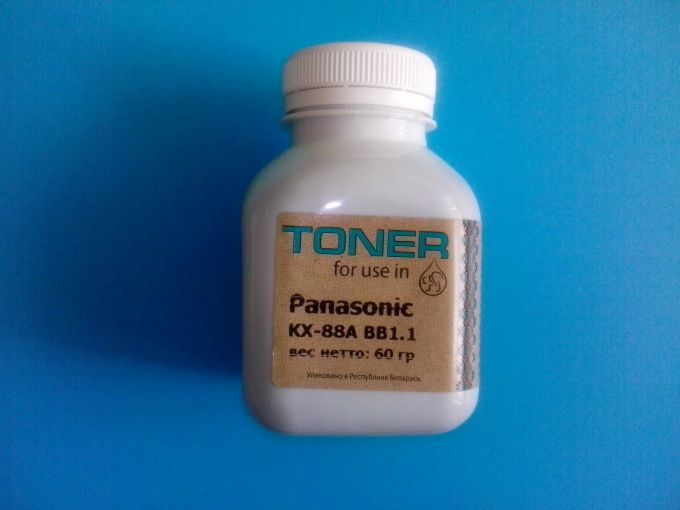 TONER
for use in
Panasonic
KX-88A BB1.1
вес нетто: 60 гр
Упаковано в Республике Беларусь.